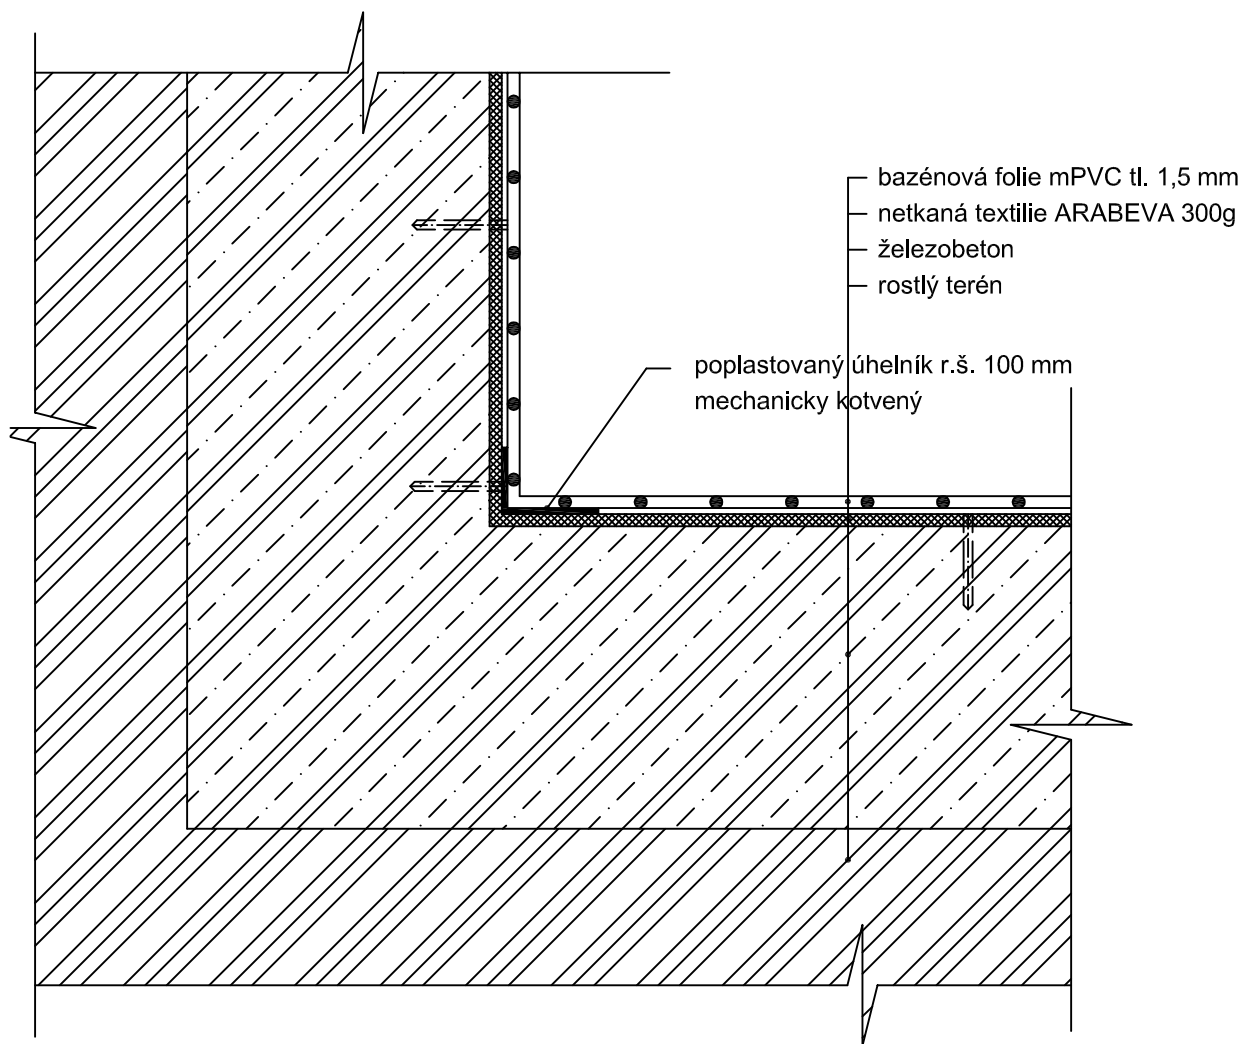 bazénová folie mPVC tl. 1,5 mm
netkaná textilie ARABEVA 300g
železobeton
rostlý terén
poplastovaný úhelník r.š. 100 mm
mechanicky kotvený